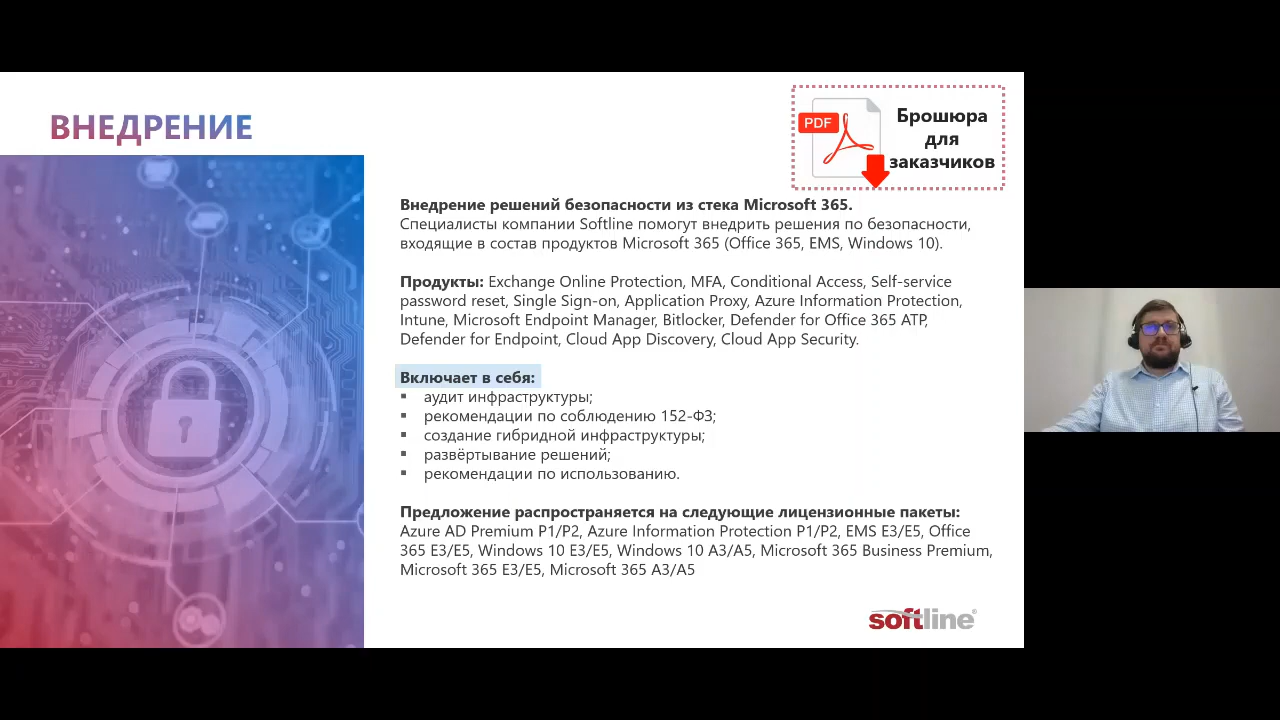 ВНЕДРЕНИЕ
PDF
Брошюра
для
заказчиков
Внедрение решений безопасности из стека Microsoft 365.
Специалисты компании Softline помогут внедрить решения по безопасности,
входящие в состав продуктов Microsoft 365 (Office 365, EMS, Windows 10).
Продукты: Exchange Online Protection, MFA, Conditional Access, Self-service
password reset, Single Sign-on, Application Proxy, Azure Information Protection,
Intune, Microsoft Endpoint Manager, Bitlocker, Defender for Office 365 ATP,
Defender for Endpoint, Cloud App Discovery, Cloud App Security.
Включает в себя:
▪ аудит инфраструктуры;
▪ рекомендации по соблюдению 152-ФЗ;
▪ создание гибридной инфраструктуры;
▪ развёртывание решений;
▪ рекомендации по использованию.
Предложение распространяется на следующие лицензионные пакеты:
Azure AD Premium P1/P2, Azure Information Protection P1/P2, EMS E3/E5, Office
365 E3/E5, Windows 10 E3/E5, Windows 10 A3/A5, Microsoft 365 Business Premium,
Microsoft 365 E3/E5, Microsoft 365 A3/A5
softline®